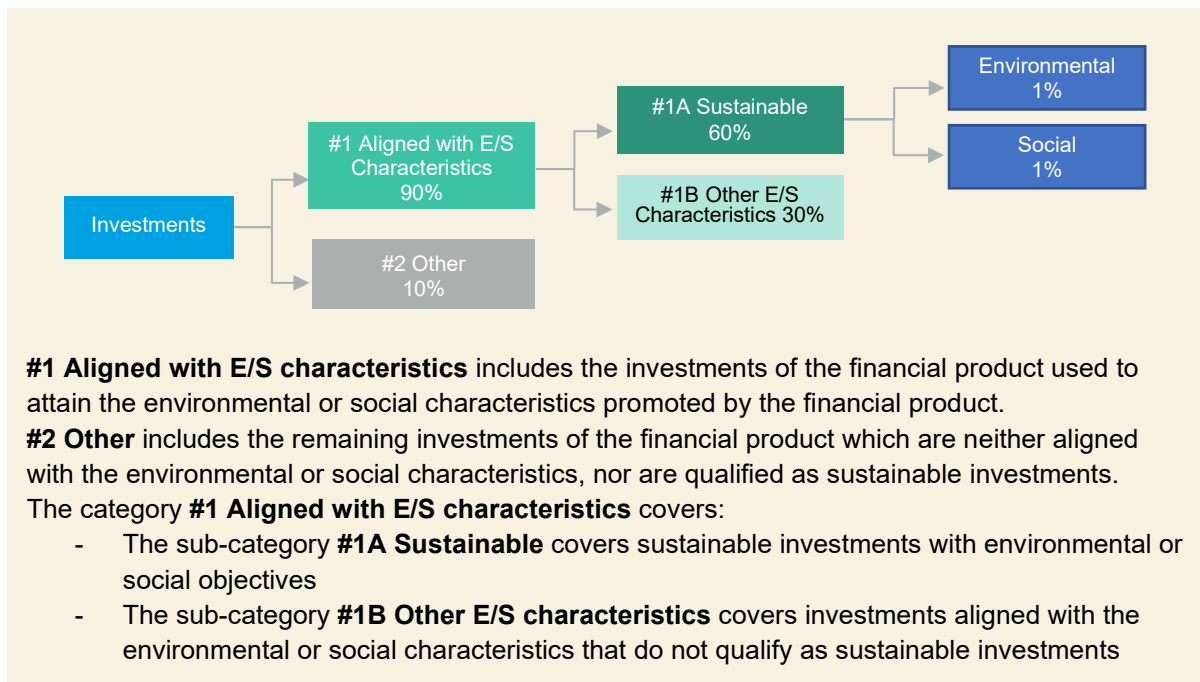 Investments
#1 Aligned with E/S
Characteristics
90%
#2 Other
10%
#1A Sustainable
60%
#1B Other E/S
Characteristics 30%
Environmental
1%
Social
1%
#1 Aligned with E/S characteristics includes the investments of the financial product used to
attain the environmental or social characteristics promoted by the financial product.
#2 Other includes the remaining investments of the financial product which are neither aligned
with the environmental or social characteristics, nor are qualified as sustainable investments.
The category #1 Aligned with E/S characteristics covers:
- The sub-category #1A Sustainable covers sustainable investments with environmental or
social objectives
- The sub-category #1B Other E/S characteristics covers investments aligned with the
environmental or social characteristics that do not qualify as sustainable investments